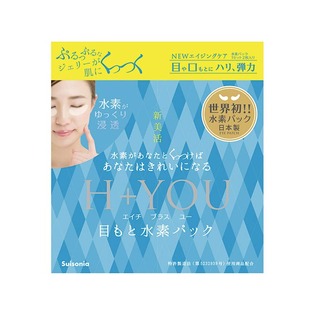 ぷるっぷるな
ジェリーが肌にくっつく
NEWエイジングケア
目や口もとにハリ、弾力
世界初!!
水素パック
日本製
水素が
ゆっくり
浸透
新美活
水素があなたとくっつけば
あなたはきれいになる
H+YOU
エイチ プラス ユー
目もと水素パック
Suisonia